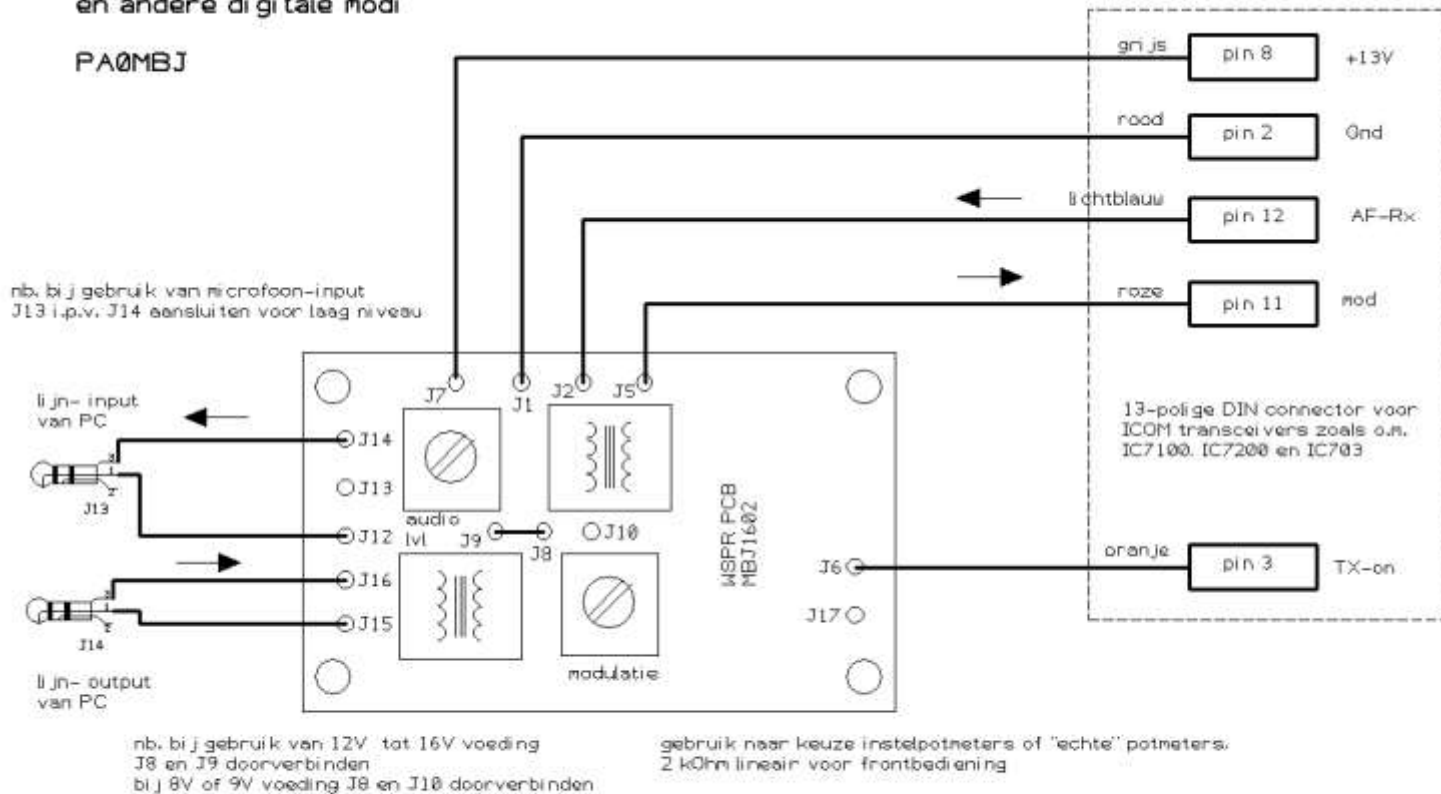 en andere digitale modi
PA0MBJ
grijs
pin 8
+13V
rood
pin 2
Gnd
lichtblauw
pin 12
AF-Rx
roze
pin 11
mod
nb. bij gebruik van microfoon-input
J13 i.p.v. J14 aansluiten voor laag niveau
13-polige DIN connector voor
ICOM transceivers zoals o.m.
IC7100, IC7200 en IC703
lijn- input
van PC
3
1
2
J13
J7
J1
J2
J5
J14
J13
J12
J16
J15
audio
lvl
J9
J8
J10
modulatie
WSPR PCB
MBJ1602
J6
J17
oranje
pin 3
TX-on
3
1
2
J14
lijn- output
van PC
nb. bij gebruik van 12V tot 16V voeding
J8 en J9 doorverbinden
bij 8V of 9V voeding J8 en J10 doorverbinden
gebruik naar keuze instelpotmeters of "echte" potmeters.
2 kOhm lineair voor frontbediening